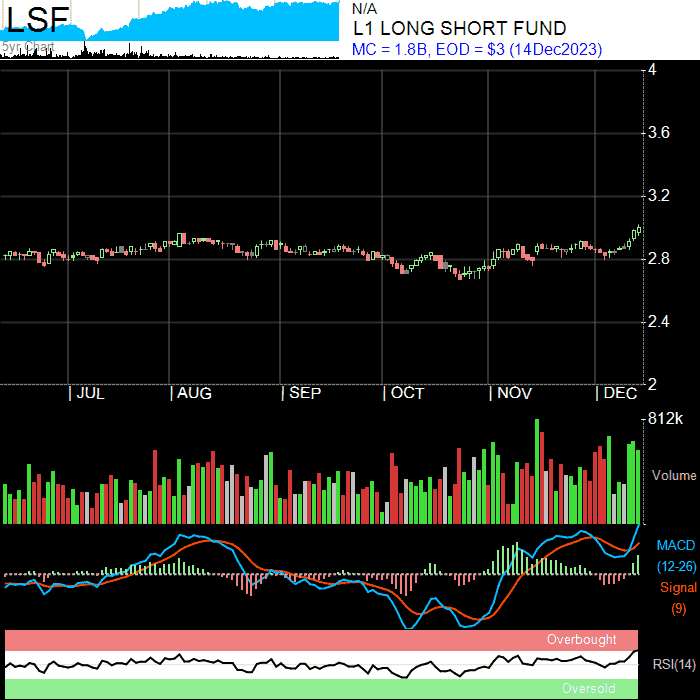 LSF
5yr Chart
N/A
L1 LONG SHORT FUND
MC = 1.8B, EOD = $3 (14Dec2023)
4
3.6
3.2
2.8
2.4
2
JUL AUG SEP OCT NOV DEC
812k
Volume
MACD
(12-26)
Signal
(9)
Overbought
RSI(14)
Oversold